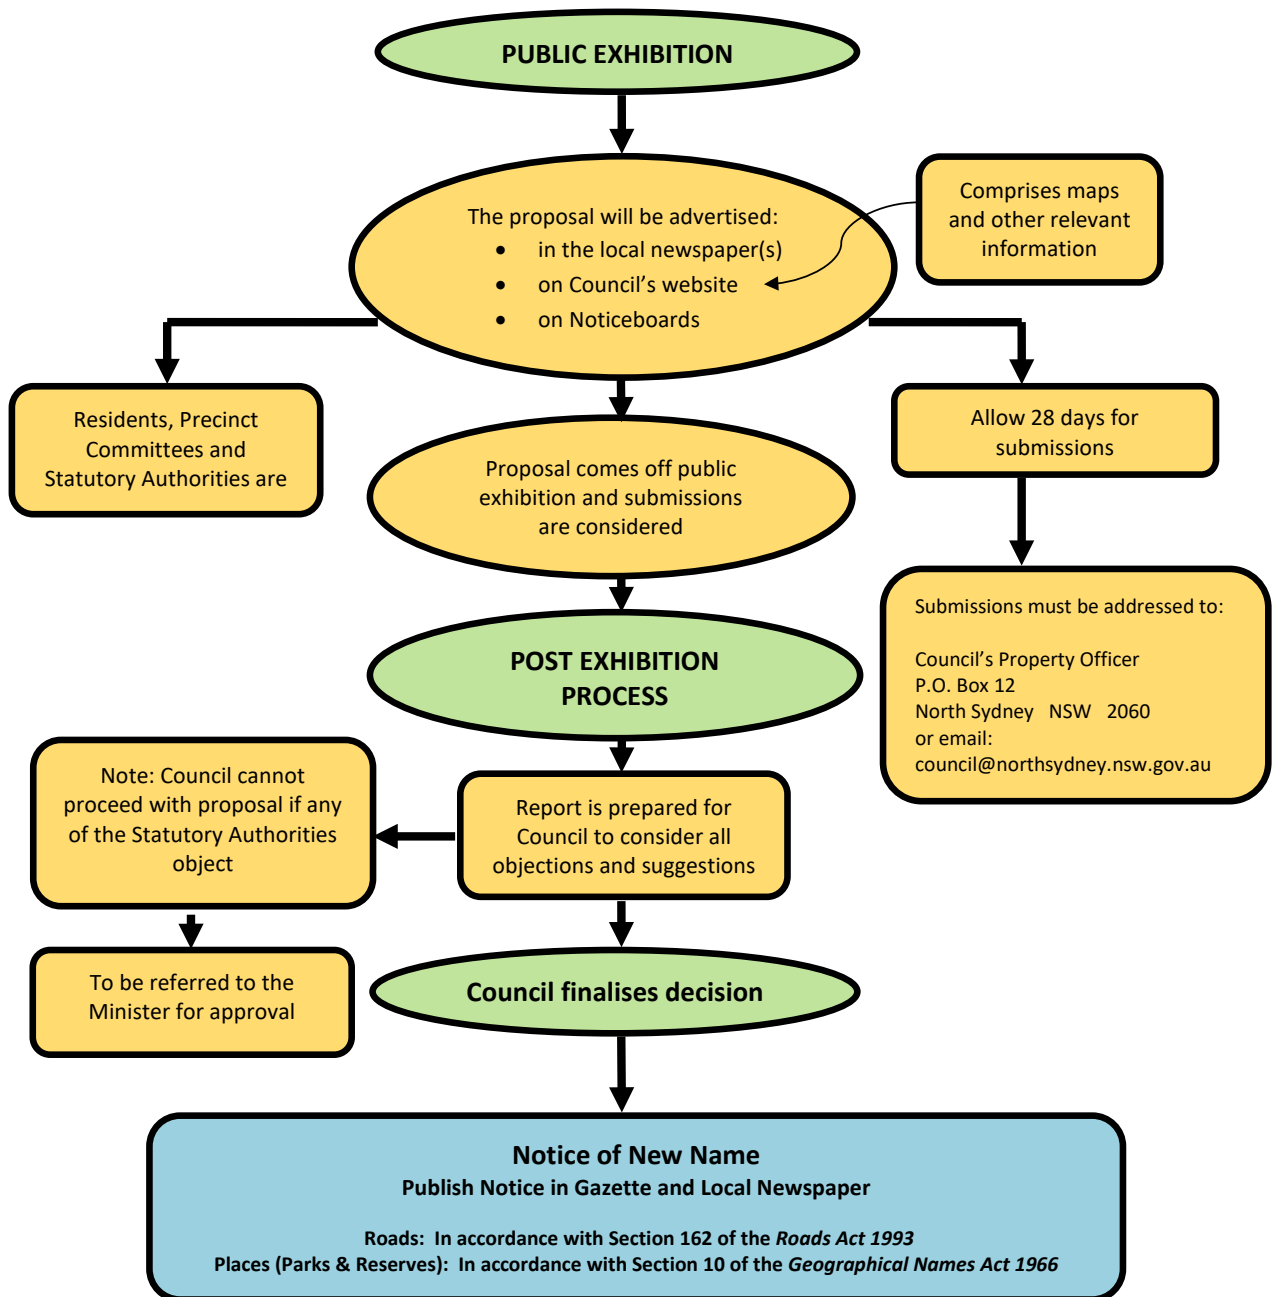 PUBLIC EXHIBITION
The proposal will be advertised:
• in the local newspaper(s)
• on Council’s website
• on Noticeboards
Comprises maps
and other relevant
information
Residents, Precinct
Committees and
Statutory Authorities are
Allow 28 days for
submissions
Proposal comes off public
exhibition and submissions
are considered
Submissions must be addressed to:
Council’s Property Officer
P.O. Box 12
North Sydney NSW 2060
or email:
council@northsydney.nsw.gov.au
POST EXHIBITION
PROCESS
Note: Council cannot
proceed with proposal if any
of the Statutory Authorities
object
Report is prepared for
Council to consider all
objections and suggestions
To be referred to the
Minister for approval
Council finalises decision
Notice of New Name
Publish Notice in Gazette and Local Newspaper
Roads: In accordance with Section 162 of the Roads Act 1993
Places (Parks & Reserves): In accordance with Section 10 of the Geographical Names Act 1966